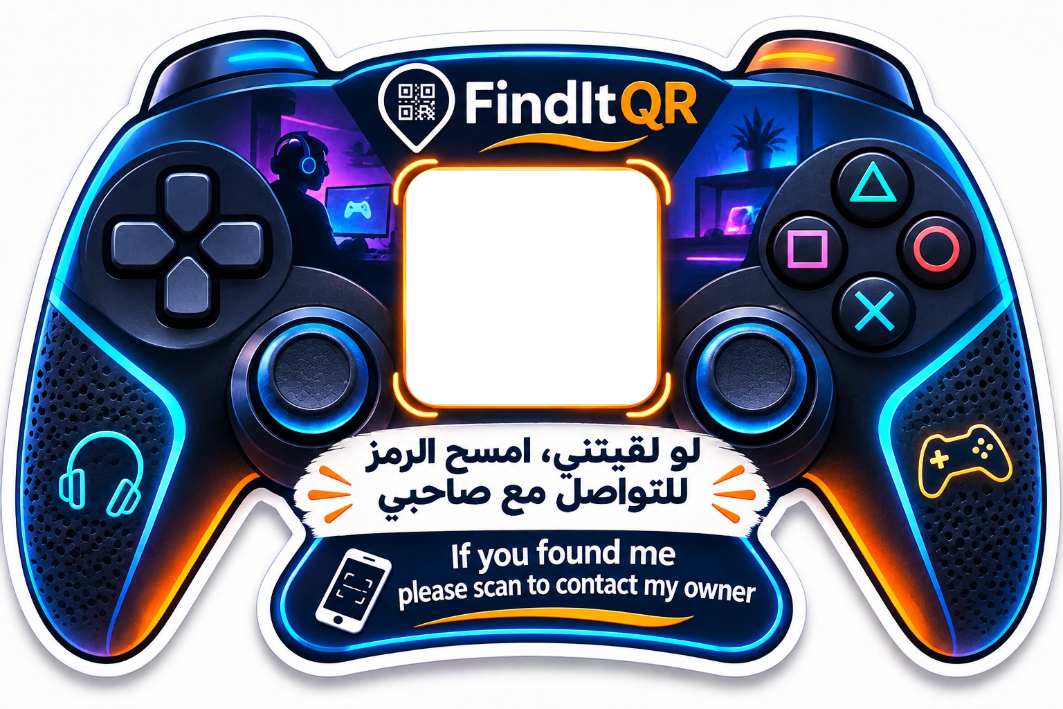 FindItQR
لو لقيتني، امسح الرمز
للتواصل مع صاحبي
If you found me
please scan to contact my owner